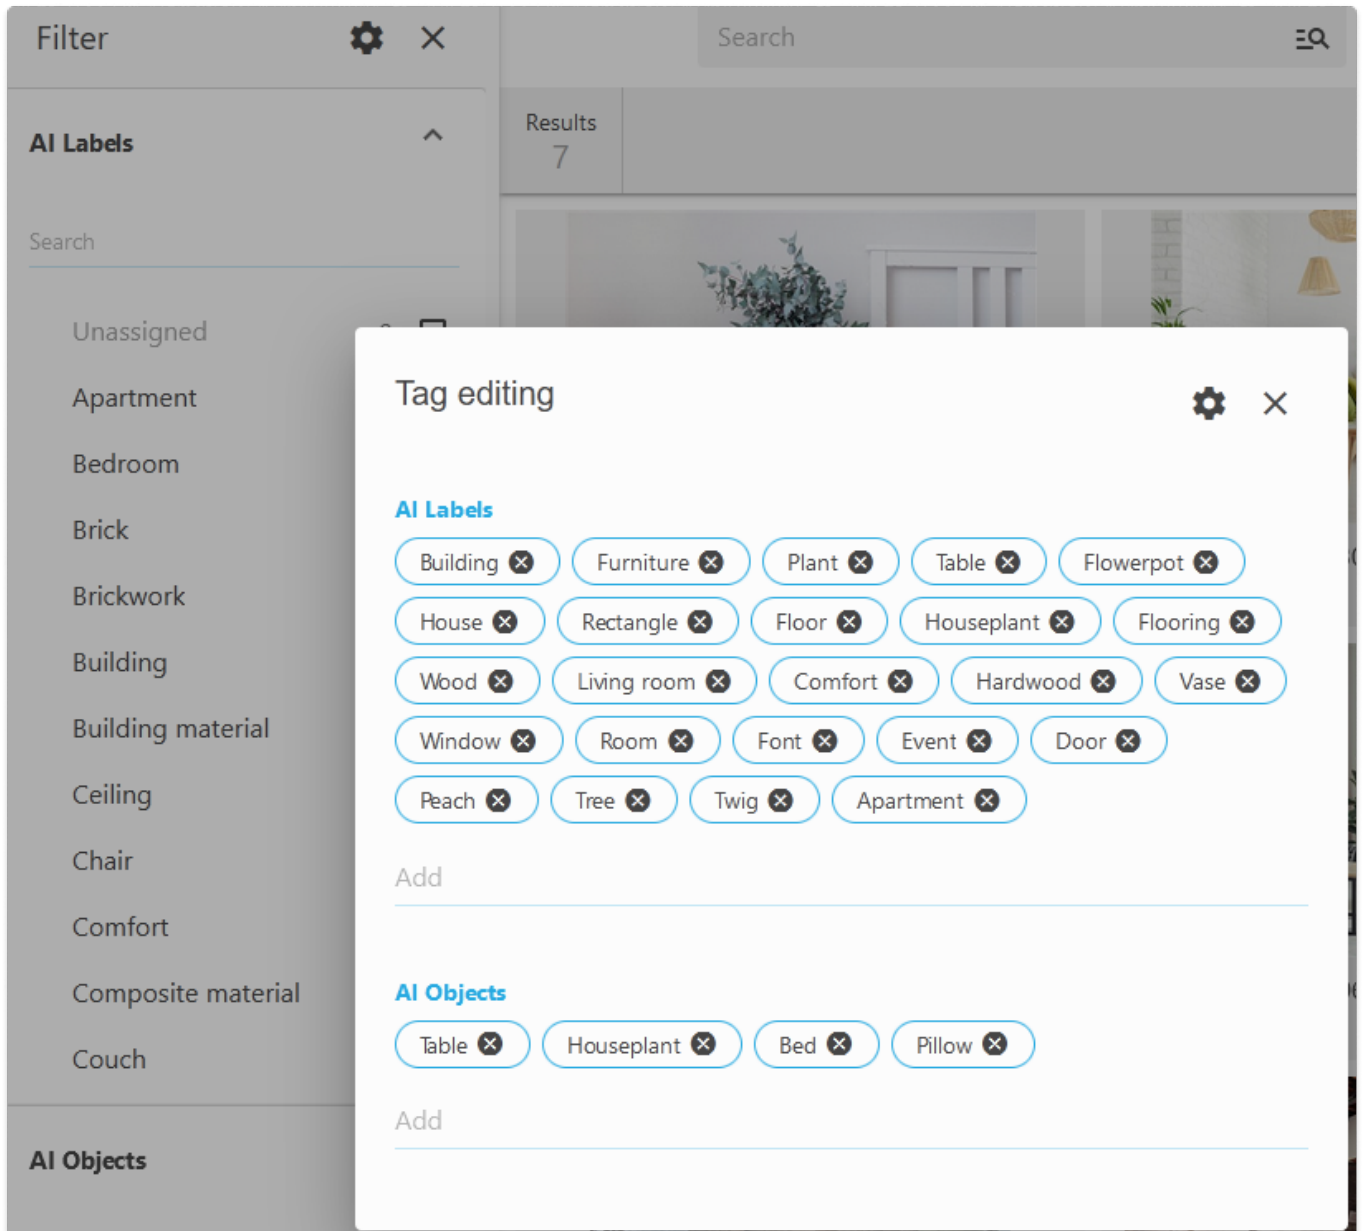 Filter
Search
AI Labels
Results
7
Search
Unassigned
Apartment
Bedroom
Brick
Brickwork
Building
Building material
Ceiling
Chair
Comfort
Composite material
Couch
AI Objects
Tag editing
AI Labels
Building Furniture Plant Table Flowerpot
House Rectangle Floor Houseplant Flooring
Wood Living room Comfort Hardwood Vase
Window Room Font Event Door
Peach Tree Twig Apartment
Add
AI Objects
Table Houseplant Bed Pillow
Add